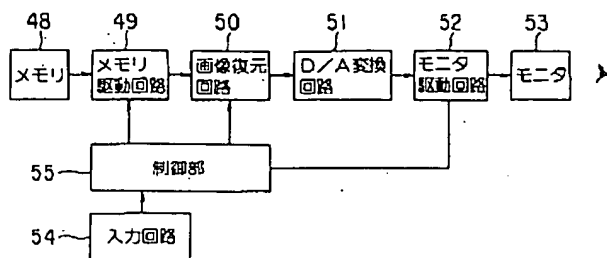 48
49
50
51
52
53
メモリ
メモリ
駆動回路
画像復元
回路
D/A変換
回路
モニタ
駆動回路
モニタ
55
制御部
54
入力回路